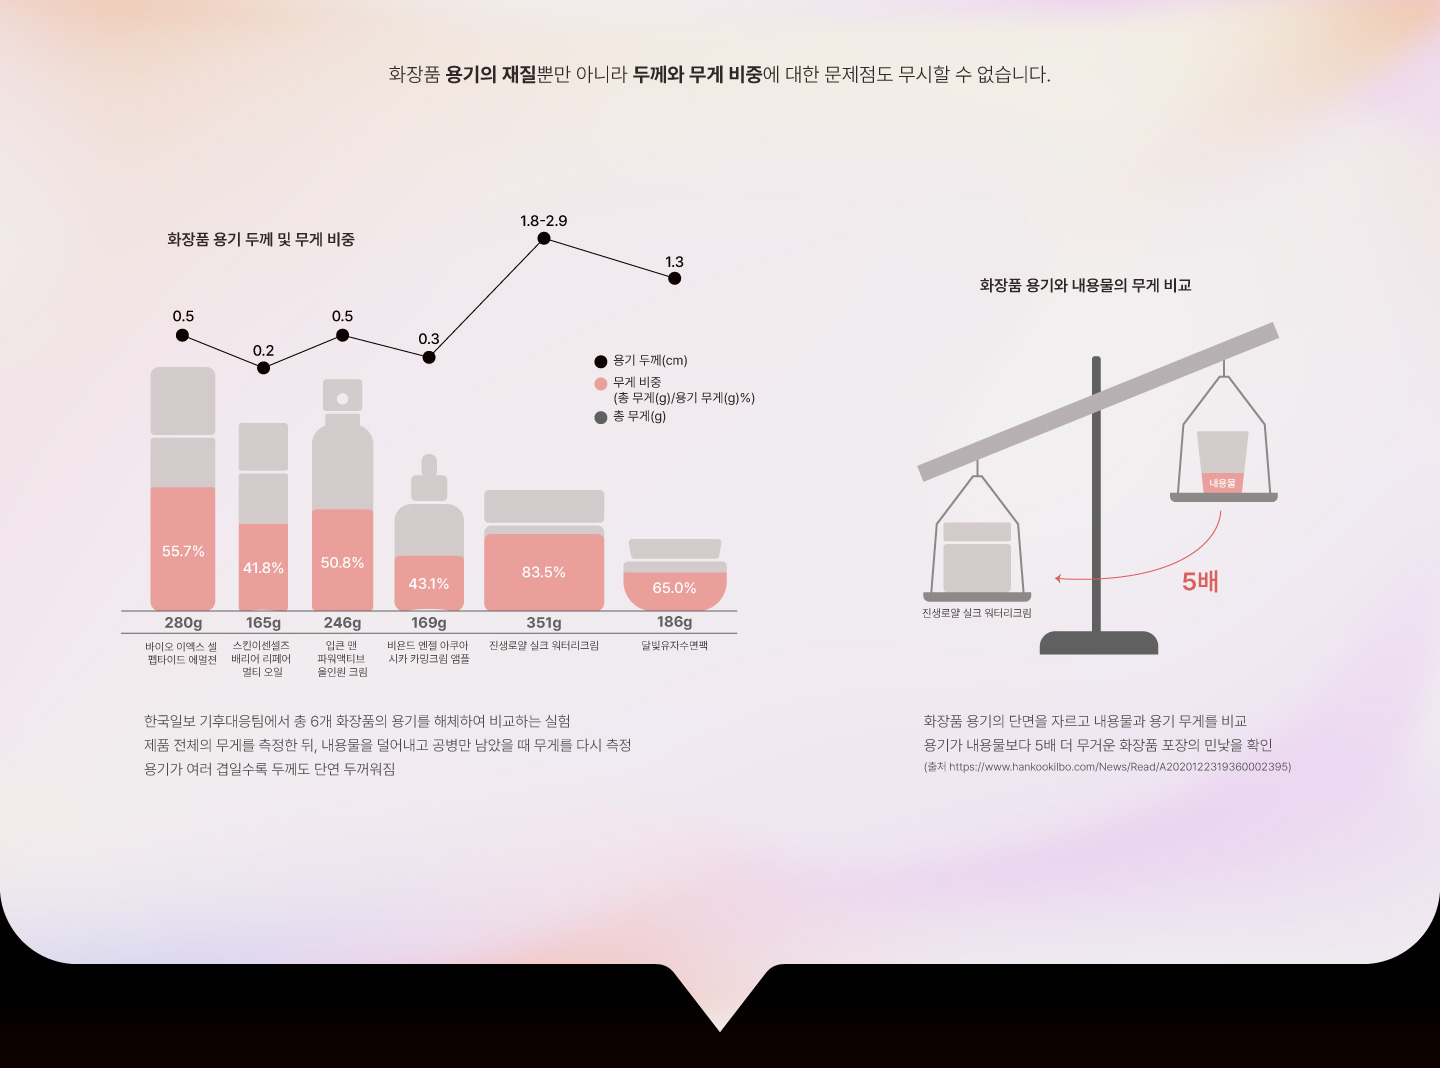 화장품 용기의 재질뿐만 아니라 두께와 무게 비중에 대한 문제점도 무시할 수 없습니다.
화장품 용기 두께 및 무게 비중
0.5
0.2
0.5
0.3
1.8-2.9
1.3
용기 두께(cm)
무게 비중
(총 무게(g)/용기 무게(g)%)
총 무게(g)
55.7%
41.8%
50.8%
43.1%
83.5%
65.0%
280g
165g
246g
169g
351g
186g
바이오 이엑스 셀
펩타이드 에멀젼
스킨이센셜즈
배리어 리페어
멀티 오일
입큰 맨
파워액티브
올인원 크림
비욘드 엔젤 아쿠아
시카 카밍크림 앰플
진생로얄 실크 워터리크림
달빛유자수면팩
한국일보 기후대응팀에서 총 6개 화장품의 용기를 해체하여 비교하는 실험
제품 전체의 무게를 측정한 뒤, 내용물을 덜어내고 공병만 남았을 때 무게를 다시 측정
용기가 여러 겹일수록 두께도 단연 두꺼워짐
화장품 용기와 내용물의 무게 비교
내용물
5배
진생로얄 실크 워터리크림
화장품 용기의 단면을 자르고 내용물과 용기 무게를 비교
용기가 내용물보다 5배 더 무거운 화장품 포장의 민낯을 확인
(출처 https://www.hankookilbo.com/News/Read/A2020122319360002395)